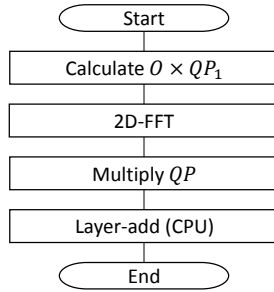 Start
Calculate O × QP₁
2D-FFT
Multiply QP
Layer-add (CPU)
End